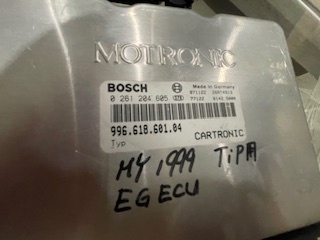 MOTRONIC
BOSCH Made in Germany
0 261 204 605
996.618.601.04
Typ CARTRONIC
MY 1999 TIPA
EG ECU